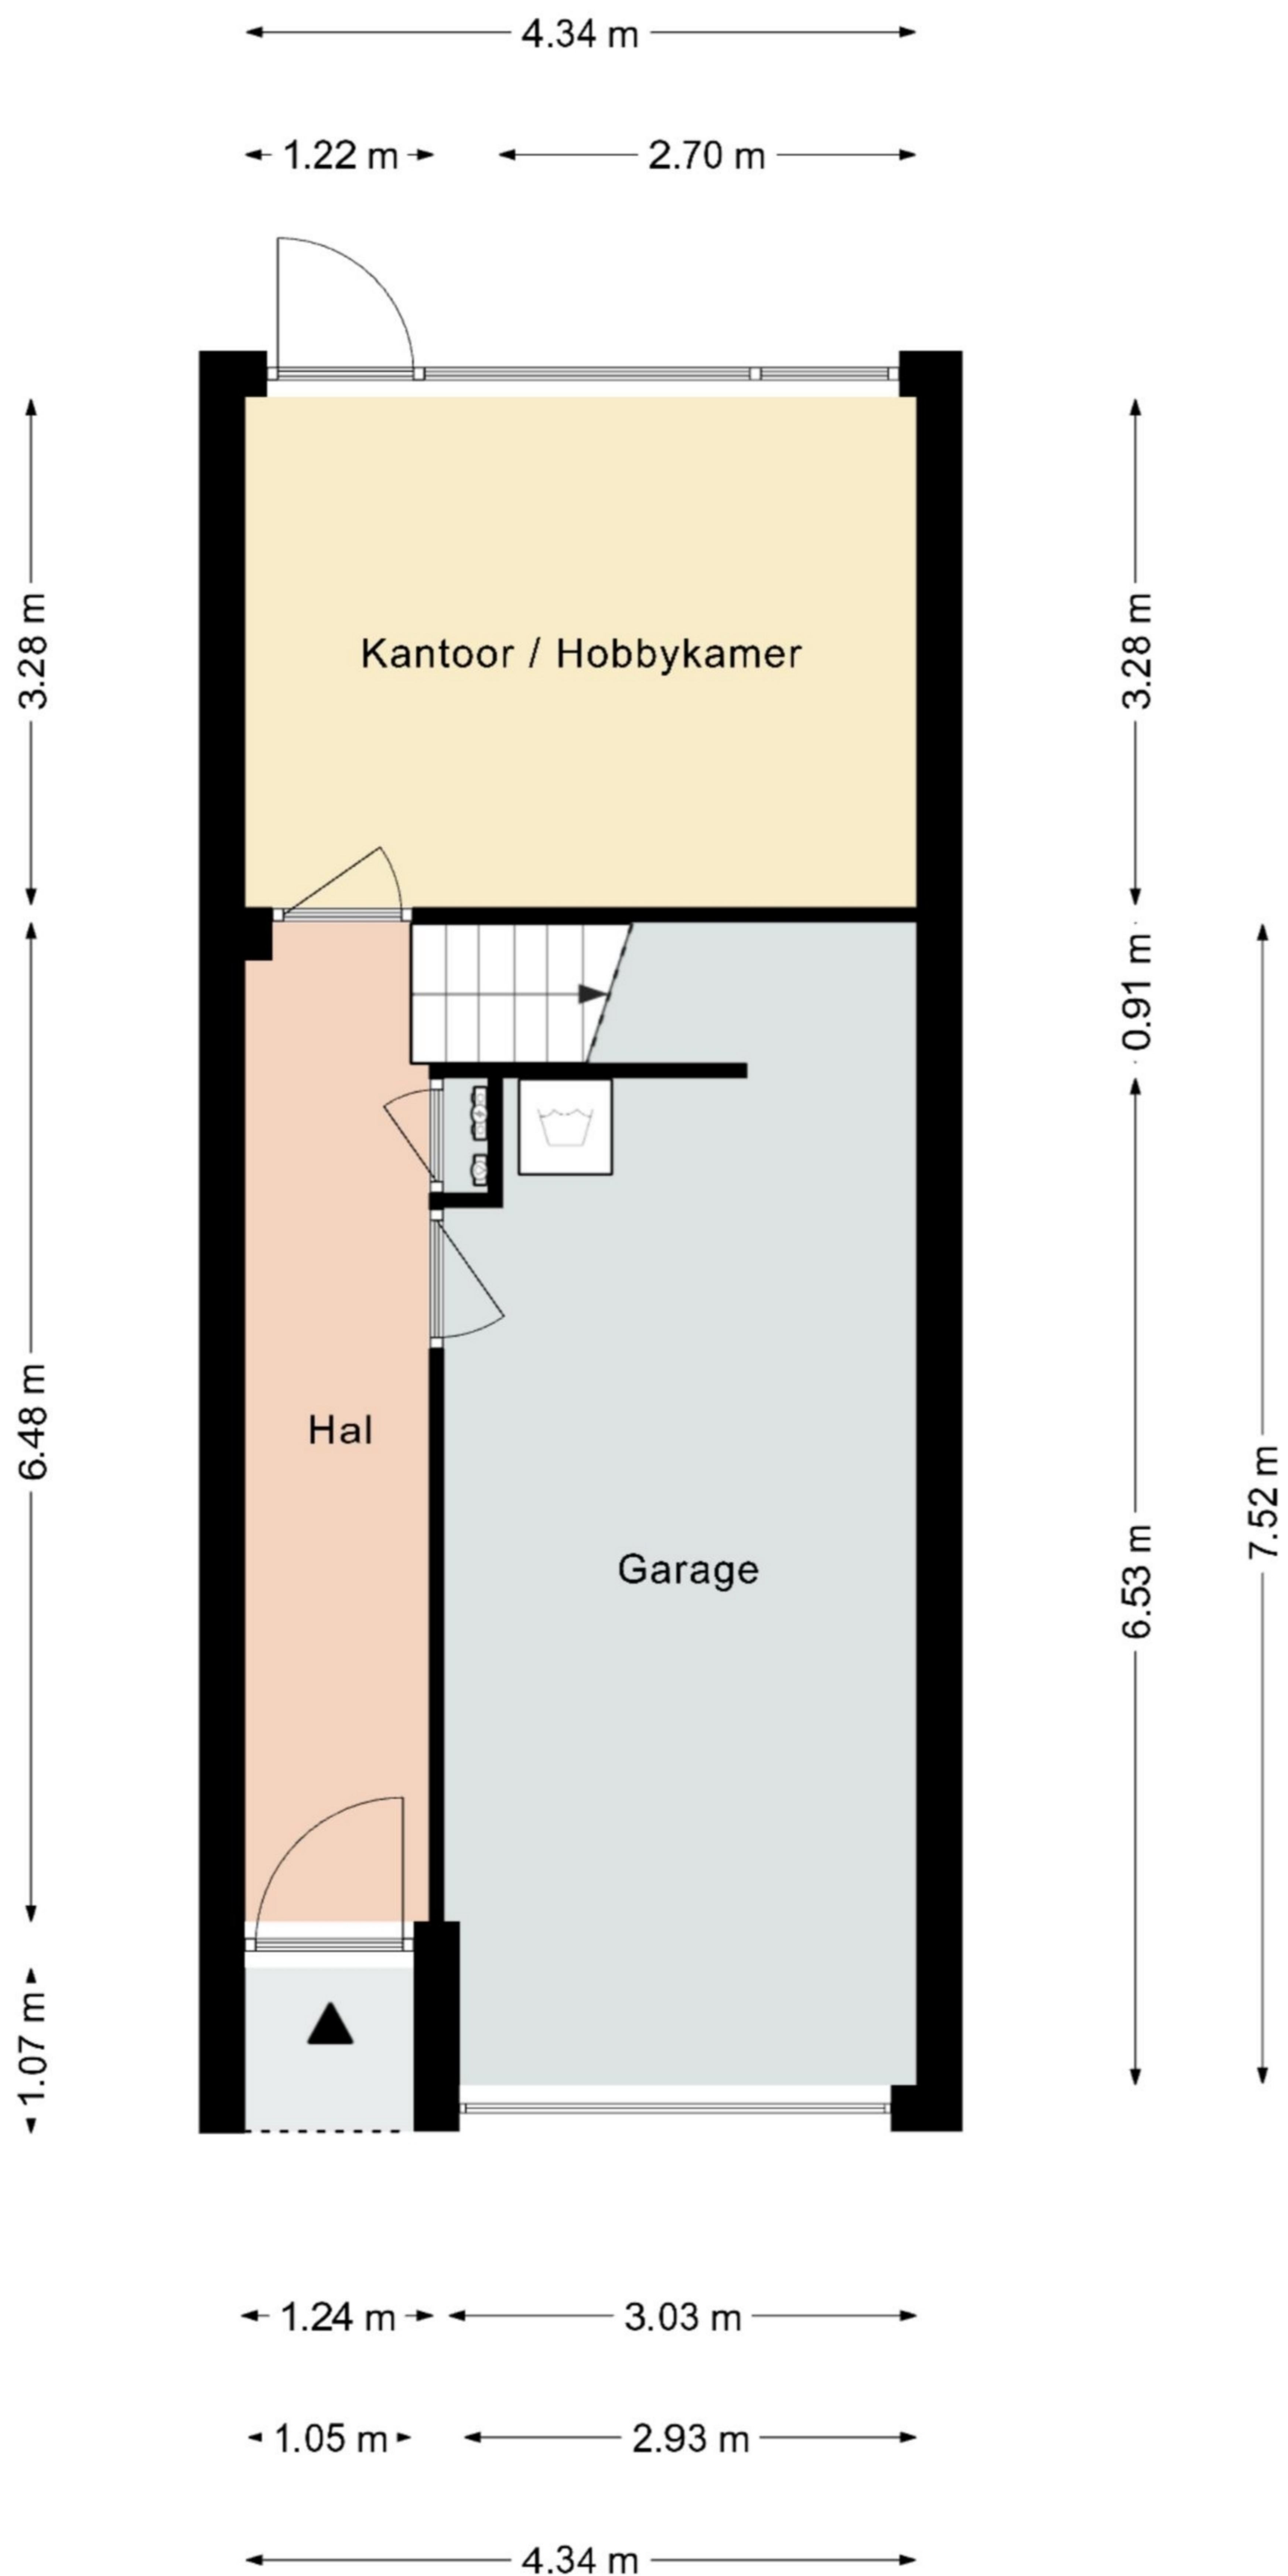 4.34 m
1.22 m
2.70 m
3.28 m
3.28 m
Kantoor / Hobbykamer
0.91 m
6.48 m
Hal
7.52 m
6.53 m
Garage
1.07 m
1.24 m
3.03 m
1.05 m
2.93 m
4.34 m